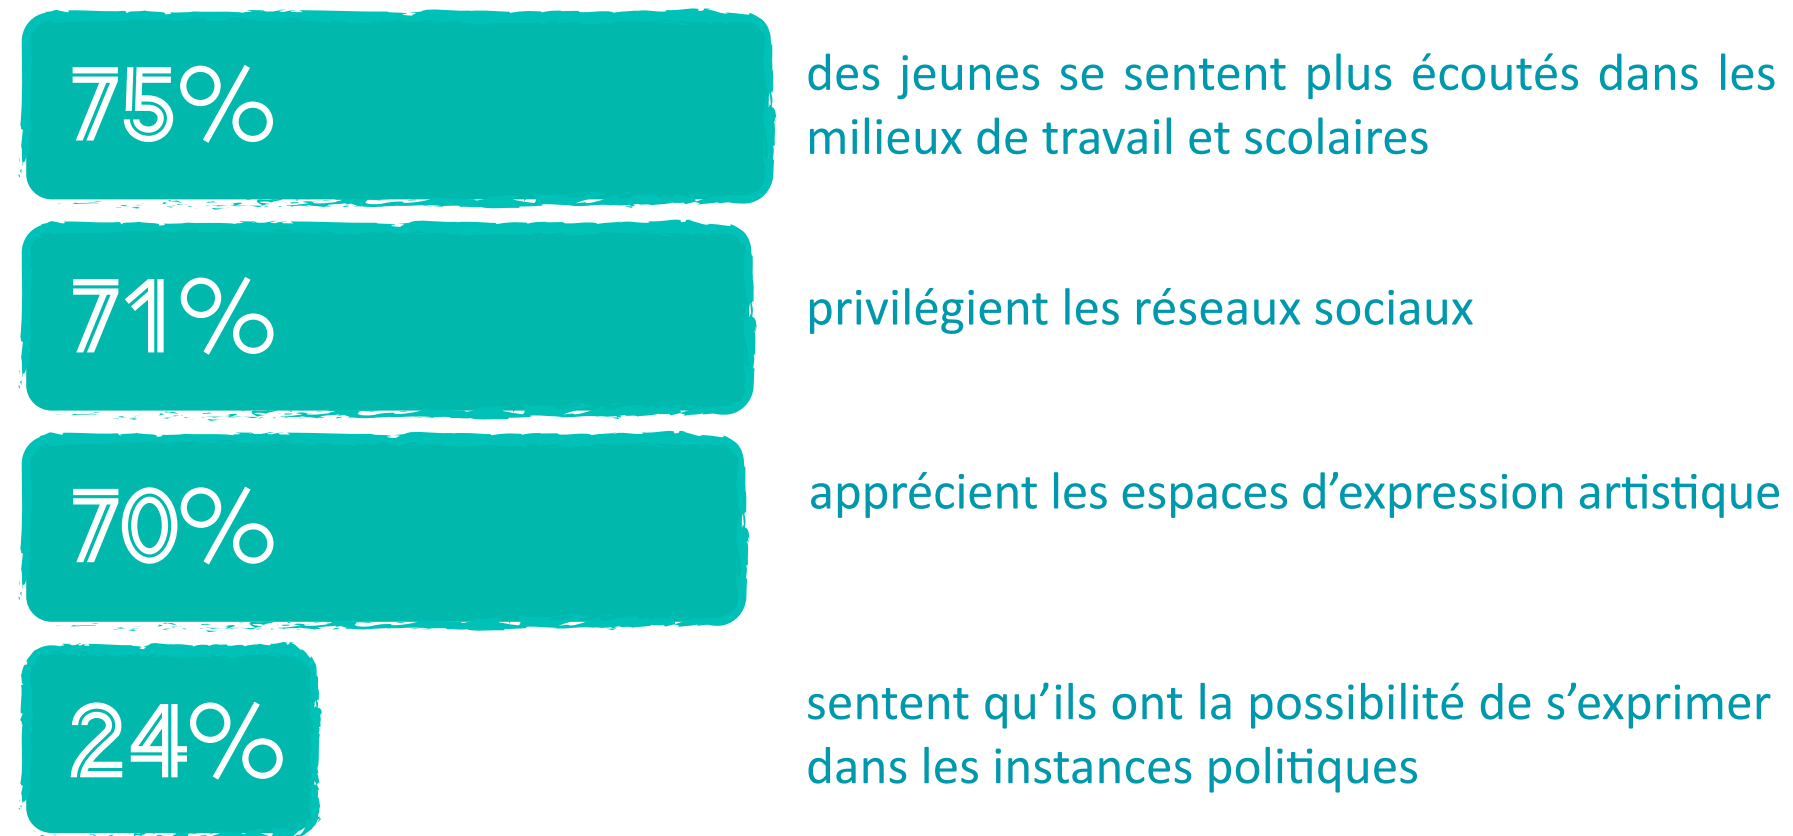 75%
des jeunes se sentent plus écoutés dans les
milieux de travail et scolaires
71%
privilégient les réseaux sociaux
70%
apprécient les espaces d’expression artistique
24%
sentent qu’ils ont la possibilité de s’exprimer
dans les instances politiques